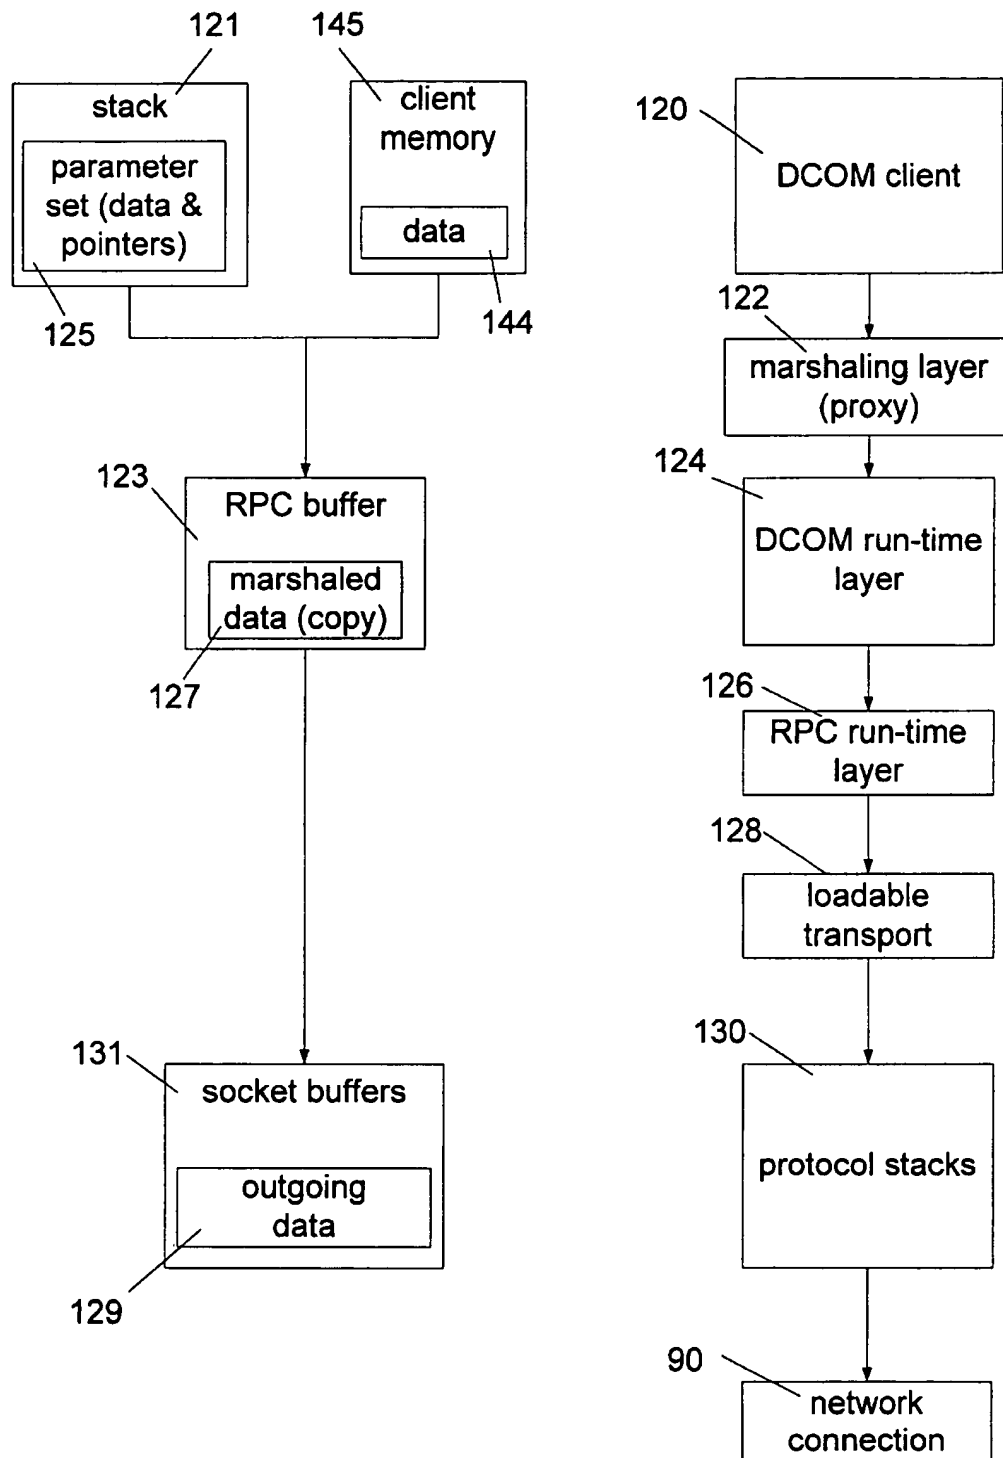 121
145
stack
parameter
set (data &
pointers)
125
client
memory
data
144
120
DCOM client
122
marshaling layer
(proxy)
123
RPC buffer
marshaled
data (copy)
127
124
DCOM run-time
layer
126
RPC run-time
layer
128
loadable
transport
131
socket buffers
outgoing
data
129
130
protocol stacks
90
network
connection